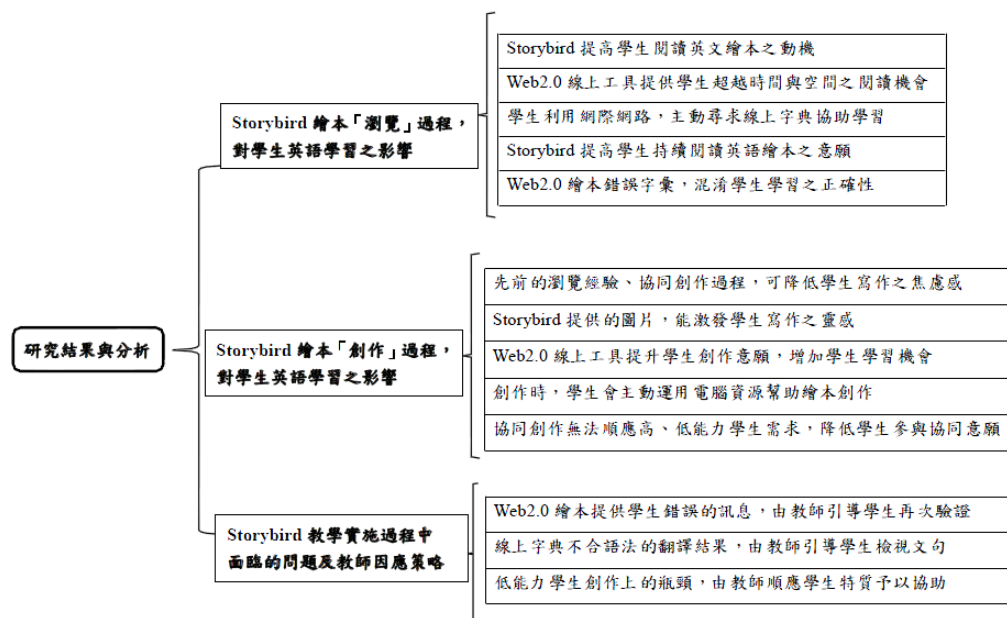 Storybird 提高學生閱讀英文繪本之動機
Web2.0 線上工具提供學生超越時間與空間之閱讀機會
Storybird 繪本「瀏覽」過程，
對學生英語學習之影響
學生利用網際網路，主動尋求線上字典協助學習
Storybird 提高學生持續閱讀英語繪本之意願
Web2.0 繪本錯誤字彙，混淆學生學習之正確性
研究結果與分析
Storybird 繪本「創作」過程，
對學生英語學習之影響
先前的瀏覽經驗、協同創作過程，可降低學生寫作之焦慮感
Storybird 提供的圖片，能激發學生寫作之靈感
Web2.0 線上工具提升學生創作意願，增加學生學習機會
創作時，學生會主動運用電腦資源幫助繪本創作
協同創作無法順應高、低能力學生需求，降低學生參與協同意願
Storybird 教學實施過程中
面臨的問題及教師因應策略
Web2.0 繪本提供學生錯誤的訊息，由教師引導學生再次驗證
線上字典不合語法的翻譯結果，由教師引導學生檢視文句
低能力學生創作上的瓶頸，由教師順應學生特質予以協助